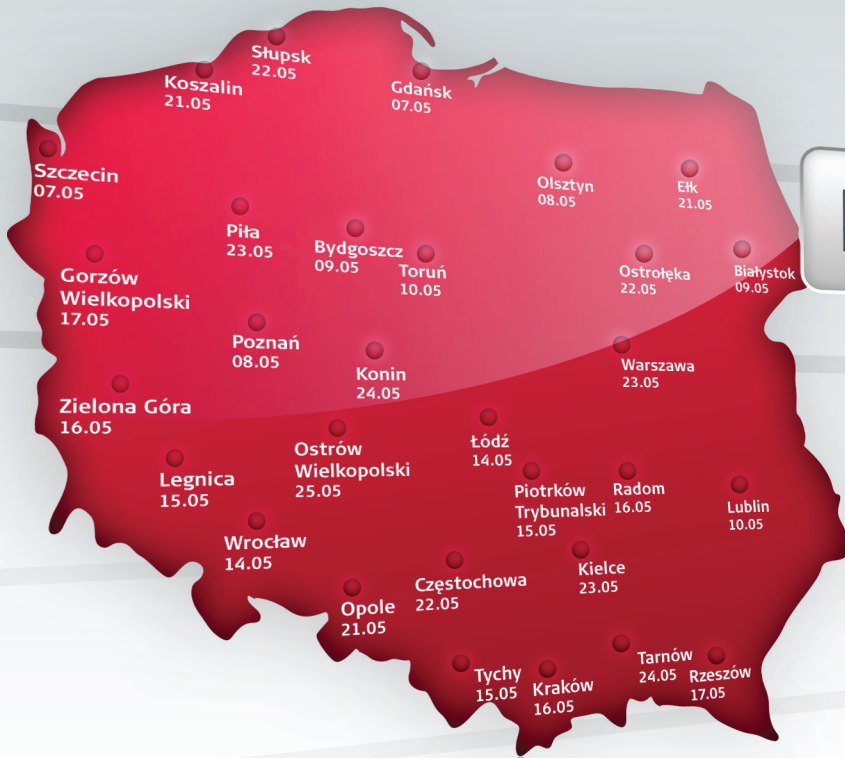 Słupsk
22.05
Koszalin
21.05
Gdańsk
07.05
Szczecin
07.05
Olsztyn
08.05
Ełk
21.05
Piła
23.05
Bydgoszcz
09.05
Toruń
10.05
Ostrołęka
22.05
Białystok
09.05
Gorzów
Wielkopolski
17.05
Poznań
08.05
Konin
24.05
Warszawa
23.05
Zielona Góra
16.05
Ostrów
Wielkopolski
25.05
Łódź
14.05
Legnica
15.05
Piotrków
Trybunalski
15.05
Radom
16.05
Lublin
10.05
Wrocław
14.05
Częstochowa
22.05
Kielce
23.05
Opole
21.05
Tychy
15.05
Kraków
16.05
Tarnów
24.05
Rzeszów
17.05